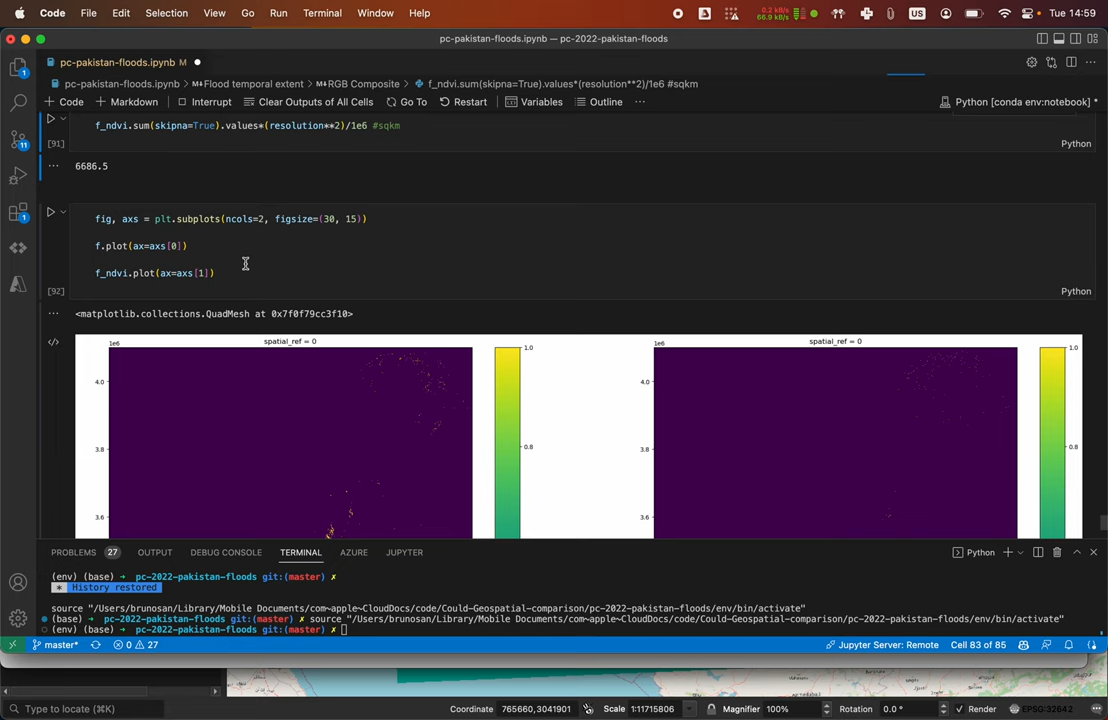 Code File Edit Selection View Go Run Terminal Window Help 0.2 kB/s 66.9 kB/s US Tue 14:59
pc-pakistan-floods.ipynb — pc-2022-pakistan-floods
pc-pakistan-floods.ipynb M
pc-pakistan-floods.ipynb > M↓Flood temporal extent > M↓RGB Composite > f_ndvi.sum(skipna=True).values*(resolution**2)/1e6 #sqkm
+ Code + Markdown Interrupt Clear Outputs of All Cells Go To Restart Variables Outline ··· Python [conda env:notebook] *
f_ndvi.sum(skipna=True).values*(resolution**2)/1e6 #sqkm
[91] Python
··· 6686.5
fig, axs = plt.subplots(ncols=2, figsize=(30, 15))
f.plot(ax=axs[0])
f_ndvi.plot(ax=axs[1])
[92] Python
··· <matplotlib.collections.QuadMesh at 0x7f0f79cc3f10>
1e6 spatial_ref = 0 1e6 spatial_ref = 0
1.0 1.0
4.0 4.0
3.8 3.8
0.8 0.8
3.6 3.6
PROBLEMS 27 OUTPUT DEBUG CONSOLE TERMINAL AZURE JUPYTER Python
(env) (base) ➜ pc-2022-pakistan-floods git:(master) ✗
* History restored
source "/Users/brunosan/Library/Mobile Documents/com~apple~CloudDocs/code/Could-Geospatial-comparison/pc-2022-pakistan-floods/env/bin/activate"
(env) (base) ➜ pc-2022-pakistan-floods git:(master) ✗ source "/Users/brunosan/Library/Mobile Documents/com~apple~CloudDocs/code/Could-Geospatial-comparison/pc-2022-pakistan-floods/env/bin/activate"
(env) (base) ➜ pc-2022-pakistan-floods git:(master) ✗
master* 0 27 Jupyter Server: Remote Cell 83 of 85
Type to locate (⌘K) Coordinate 765660,3041901 Scale 1:11715806 Magnifier 100% Rotation 0.0 ° Render EPSG:32642